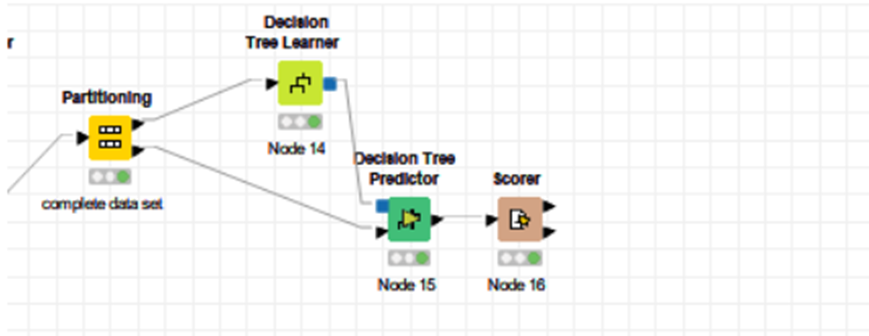 Decision
Tree Learner
r
Partitioning
Node 14
Decision Tree
Predictor
Scorer
complete data set
Node 15
Node 16